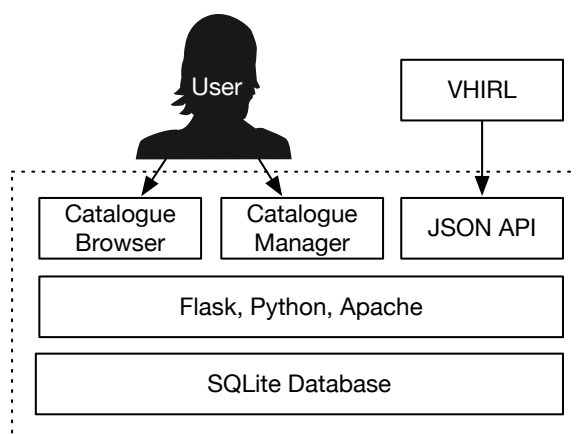 User
VHIRL
Catalogue
Browser
Catalogue
Manager
JSON API
Flask, Python, Apache
SQLite Database